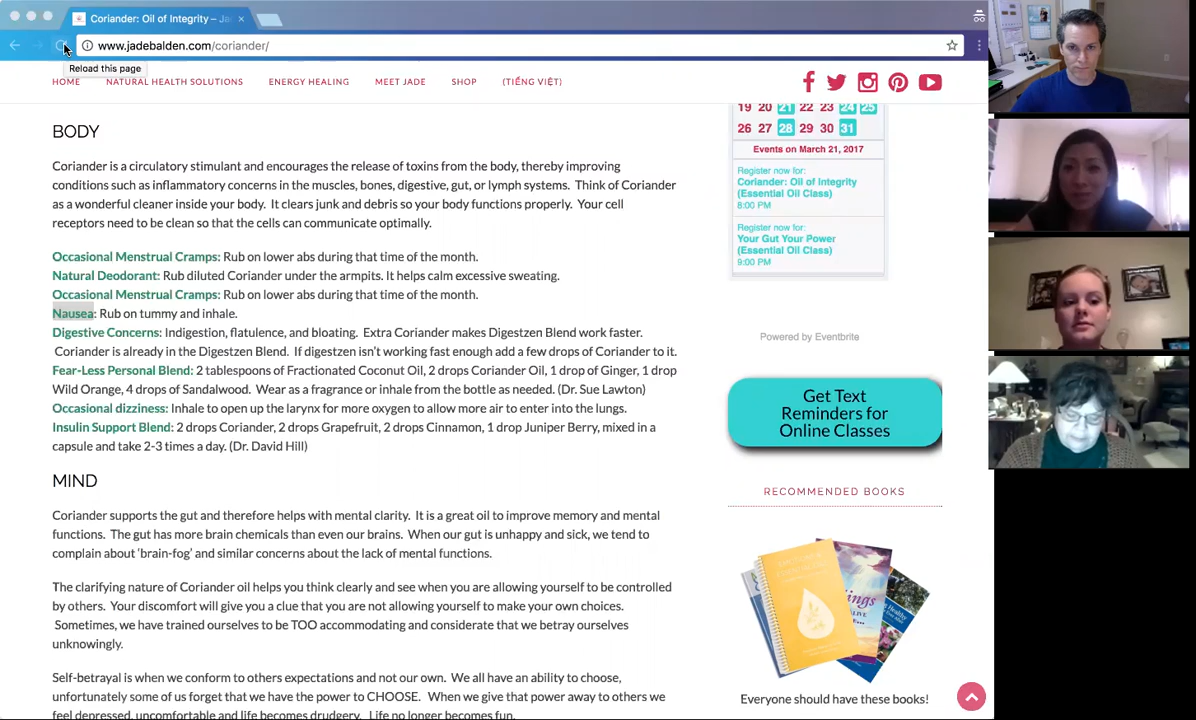 Coriander: Oil of Integrity – Ja
www.jadebalden.com/coriander/
Reload this page
HOME NATURAL HEALTH SOLUTIONS ENERGY HEALING MEET JADE SHOP (TIẾNG VIỆT)
BODY
Coriander is a circulatory stimulant and encourages the release of toxins from the body, thereby improving
conditions such as inflammatory concerns in the muscles, bones, digestive, gut, or lymph systems. Think of Coriander
as a wonderful cleaner inside your body. It clears junk and debris so your body functions properly. Your cell
receptors need to be clean so that the cells can communicate optimally.
Occasional Menstrual Cramps: Rub on lower abs during that time of the month.
Natural Deodorant: Rub diluted Coriander under the armpits. It helps calm excessive sweating.
Occasional Menstrual Cramps: Rub on lower abs during that time of the month.
Nausea: Rub on tummy and inhale.
Digestive Concerns: Indigestion, flatulence, and bloating. Extra Coriander makes Digestzen Blend work faster.
Coriander is already in the Digestzen Blend. If digestzen isn't working fast enough add a few drops of Coriander to it.
Fear-Less Personal Blend: 2 tablespoons of Fractionated Coconut Oil, 2 drops Coriander Oil, 1 drop of Ginger, 1 drop
Wild Orange, 4 drops of Sandalwood. Wear as a fragrance or inhale from the bottle as needed. (Dr. Sue Lawton)
Occasional dizziness: Inhale to open up the larynx for more oxygen to allow more air to enter into the lungs.
Insulin Support Blend: 2 drops Coriander, 2 drops Grapefruit, 2 drops Cinnamon, 1 drop Juniper Berry, mixed in a
capsule and take 2-3 times a day. (Dr. David Hill)
MIND
Coriander supports the gut and therefore helps with mental clarity. It is a great oil to improve memory and mental
functions. The gut has more brain chemicals than even our brains. When our gut is unhappy and sick, we tend to
complain about 'brain-fog' and similar concerns about the lack of mental functions.
The clarifying nature of Coriander oil helps you think clearly and see when you are allowing yourself to be controlled
by others. Your discomfort will give you a clue that you are not allowing yourself to make your own choices.
Sometimes, we have trained ourselves to be TOO accommodating and considerate that we betray ourselves
unknowingly.
Self-betrayal is when we conform to others expectations and not our own. We all have an ability to choose,
unfortunately some of us forget that we have the power to CHOOSE. When we give that power away to others we
feel depressed, uncomfortable and life becomes drudgery. Life no longer becomes fun.
19 20 21 22 23 24 25
26 27 28 29 30 31
Events on March 21, 2017
Register now for:
Coriander: Oil of Integrity
(Essential Oil Class)
8:00 PM
Register now for:
Your Gut Your Power
(Essential Oil Class)
9:00 PM
Powered by Eventbrite
Get Text
Reminders for
Online Classes
RECOMMENDED BOOKS
Everyone should have these books!